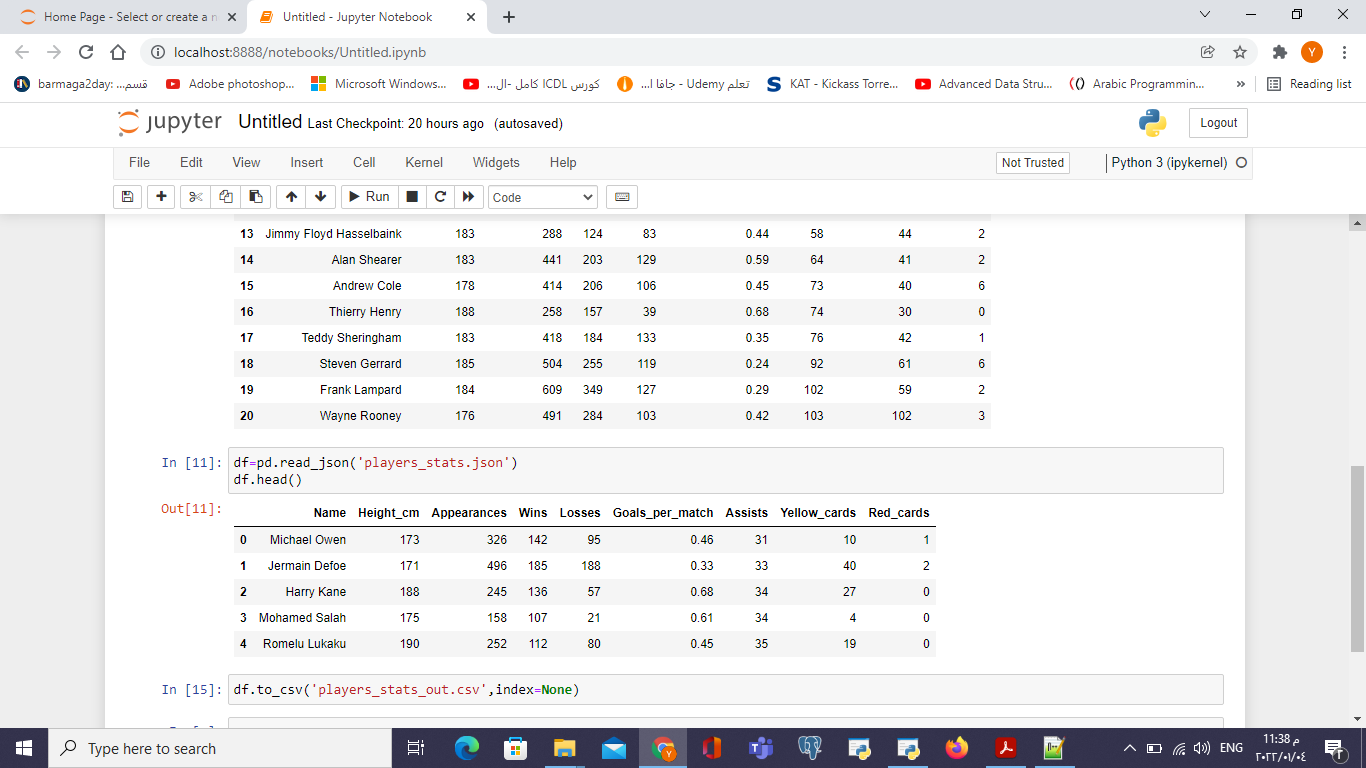 Home Page - Select or create a n
Untitled - Jupyter Notebook
localhost:8888/notebooks/Untitled.ipynb
Y
barmaga2day: قسم...
Adobe photoshop...
Microsoft Windows...
كورس ICDL كامل -ال...
تعلم Udemy - جافا ا...
KAT - Kickass Torre...
Advanced Data Stru...
Arabic Programmin...
»
Reading list
jupyter Untitled Last Checkpoint: 20 hours ago (autosaved)
Logout
File Edit View Insert Cell Kernel Widgets Help
Not Trusted
Python 3 (ipykernel)
Run
Code
13 Jimmy Floyd Hasselbaink 183 288 124 83 0.44 58 44 2
14 Alan Shearer 183 441 203 129 0.59 64 41 2
15 Andrew Cole 178 414 206 106 0.45 73 40 6
16 Thierry Henry 188 258 157 39 0.68 74 30 0
17 Teddy Sheringham 183 418 184 133 0.35 76 42 1
18 Steven Gerrard 185 504 255 119 0.24 92 61 6
19 Frank Lampard 184 609 349 127 0.29 102 59 2
20 Wayne Rooney 176 491 284 103 0.42 103 102 3
In [11]: df=pd.read_json('players_stats.json')
df.head()
Out[11]:
Name Height_cm Appearances Wins Losses Goals_per_match Assists Yellow_cards Red_cards
0 Michael Owen 173 326 142 95 0.46 31 10 1
1 Jermain Defoe 171 496 185 188 0.33 33 40 2
2 Harry Kane 188 245 136 57 0.68 34 27 0
3 Mohamed Salah 175 158 107 21 0.61 34 4 0
4 Romelu Lukaku 190 252 112 80 0.45 35 19 0
In [15]: df.to_csv('players_stats_out.csv',index=None)
Type here to search
ENG
11:38 م
٢٠٢٢/٠١/٠٤